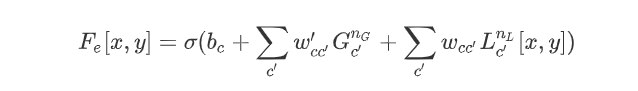 F_e[x, y] = σ(b_c + ∑_{c'} w'_{cc'} G_{c'}^{n_G} + ∑_{c'} w_{cc'} L_{c'}^{n_L} [x, y])